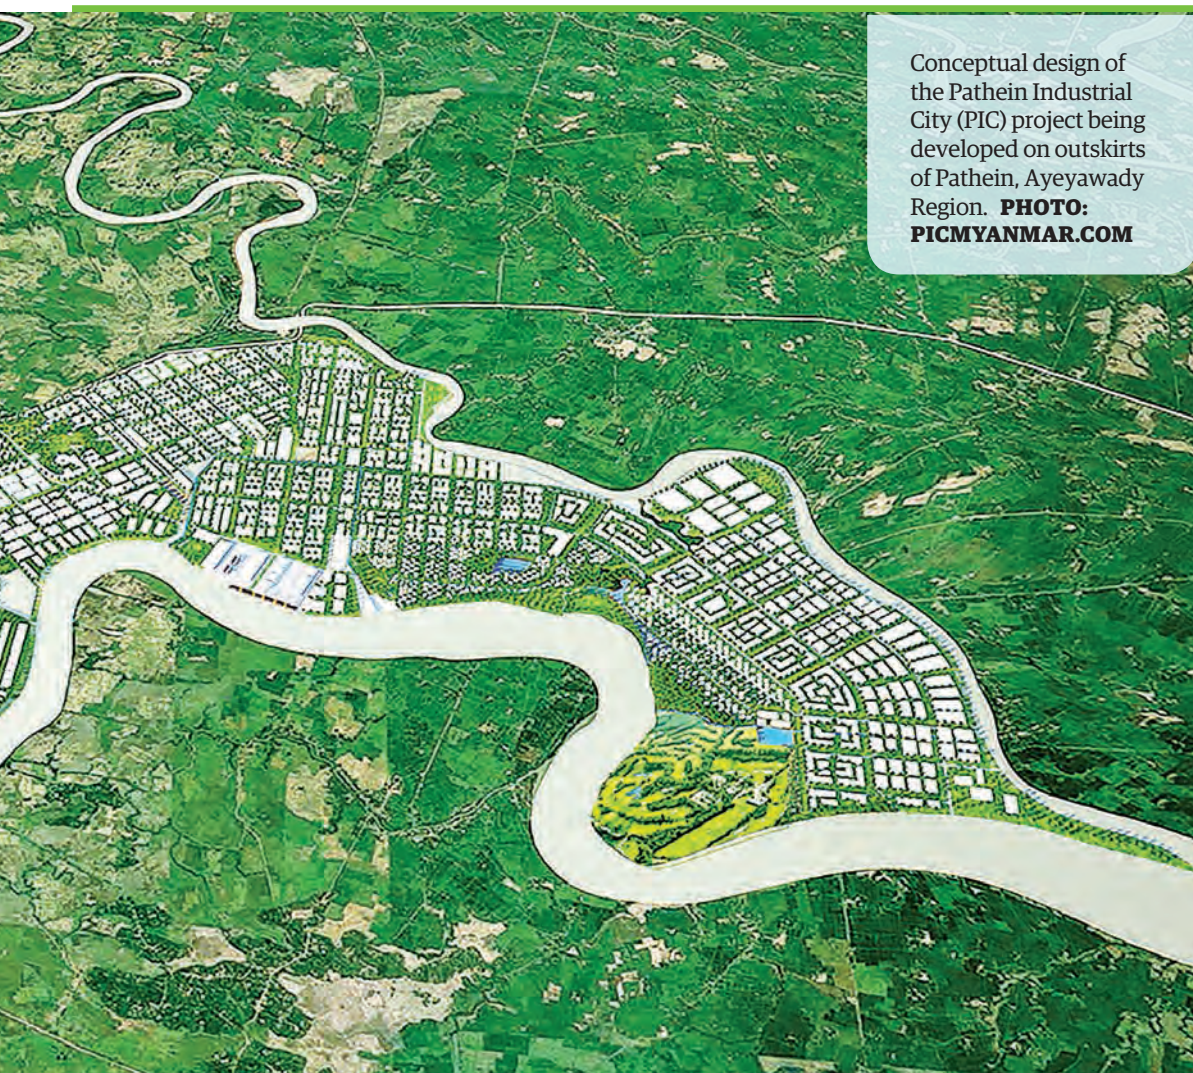 Conceptual design of
the Pathein Industrial
City (PIC) project being
developed on outskirts
of Pathein, Ayeyawady
Region. PHOTO:
PICMYANMAR.COM